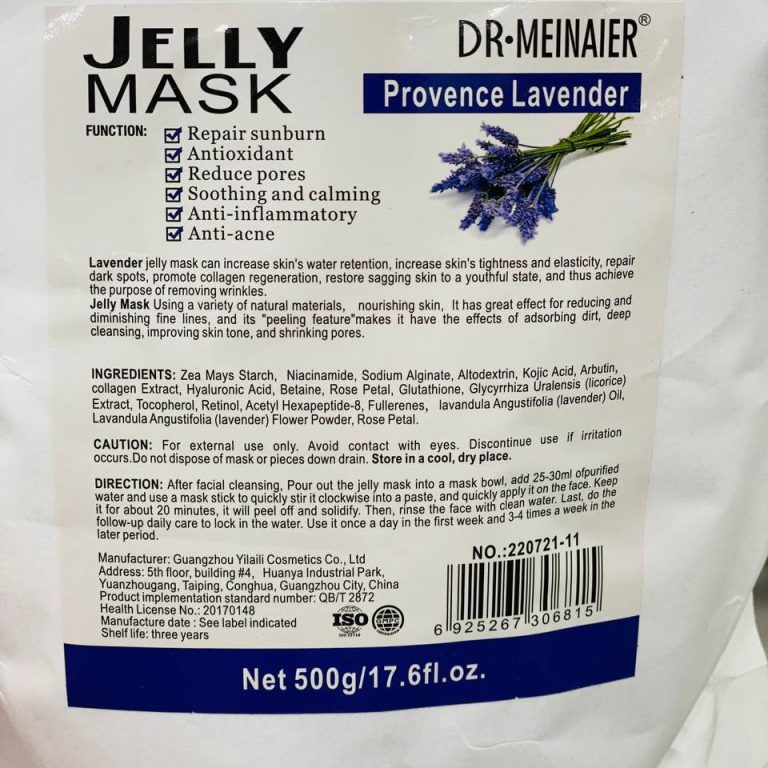 JELLY
MASK
DR·MEINAIER®
Provence Lavender
FUNCTION:
Repair sunburn
Antioxidant
Reduce pores
Soothing and calming
Anti-inflammatory
Anti-acne
Lavender jelly mask can increase skin's water retention, increase skin's tightness and elasticity, repair
dark spots, promote collagen regeneration, restore sagging skin to a youthful state, and thus achieve
the purpose of removing wrinkles.
Jelly Mask Using a variety of natural materials, nourishing skin, It has great effect for reducing and
diminishing fine lines, and its "peeling feature"makes it have the effects of adsorbing dirt, deep
cleansing, improving skin tone, and shrinking pores.
INGREDIENTS: Zea Mays Starch, Niacinamide, Sodium Alginate, Altodextrin, Kojic Acid, Arbutin,
collagen Extract, Hyaluronic Acid, Betaine, Rose Petal, Glutathione, Glycyrrhiza Uralensis (licorice)
Extract, Tocopherol, Retinol, Acetyl Hexapeptide-8, Fullerenes, lavandula Angustifolia (lavender) Oil,
Lavandula Angustifolia (lavender) Flower Powder, Rose Petal.
CAUTION: For external use only. Avoid contact with eyes. Discontinue use if irritation
occurs.Do not dispose of mask or pieces down drain. Store in a cool, dry place.
DIRECTION: After facial cleansing, Pour out the jelly mask into a mask bowl, add 25-30ml ofpurified
water and use a mask stick to quickly stir it clockwise into a paste, and quickly apply it on the face. Keep
it for about 20 minutes, it will peel off and solidify. Then, rinse the face with clean water. Last, do the
follow-up daily care to lock in the water. Use it once a day in the first week and 3-4 times a week in the
later period.
Manufacturer: Guangzhou Yilaili Cosmetics Co., Ltd
Address: 5th floor, building #4, Huanya Industrial Park,
Yuanzhougang, Taiping, Conghua, Guangzhou City, China
Product implementation standard number: QB/T 2872
Health License No.: 20170148
Manufacture date : See label indicated
Shelf life: three years
ISO
ISO 22716
GMPC
NO.:220721-11
6 925267 306815
Net 500g/17.6fl.oz.